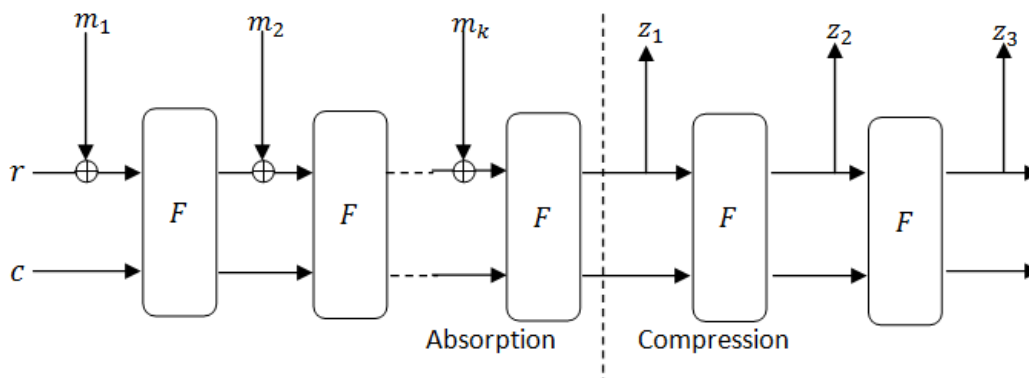 m₁ m₂ mₖ z₁ z₂ z₃
r F F F F F
c
Absorption Compression